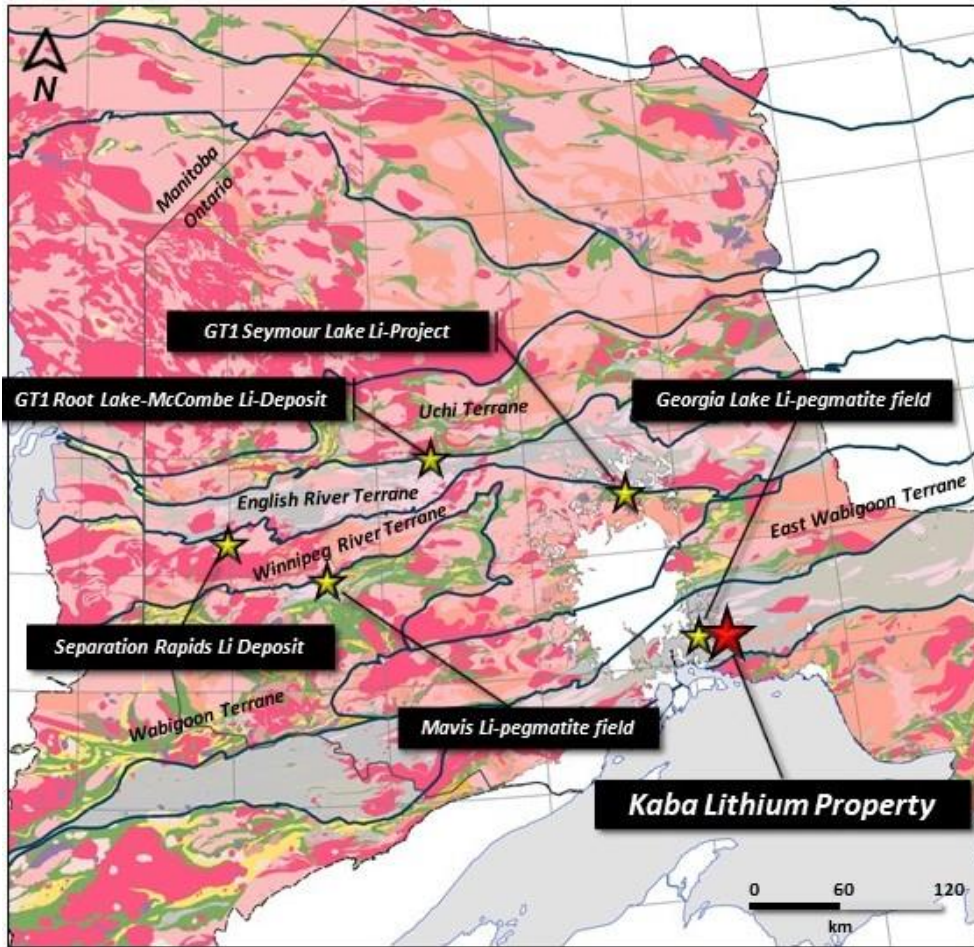 N
Manitoba
Ontario
GT1 Seymour Lake Li-Project
GT1 Root Lake-McCombe Li-Deposit
Uchi Terrane
Georgia Lake Li-pegmatite field
English River Terrane
East Wabigoon Terrane
Winnipeg River Terrane
Separation Rapids Li Deposit
Wabigoon Terrane
Mavis Li-pegmatite field
Kaba Lithium Property
0 60 120
km